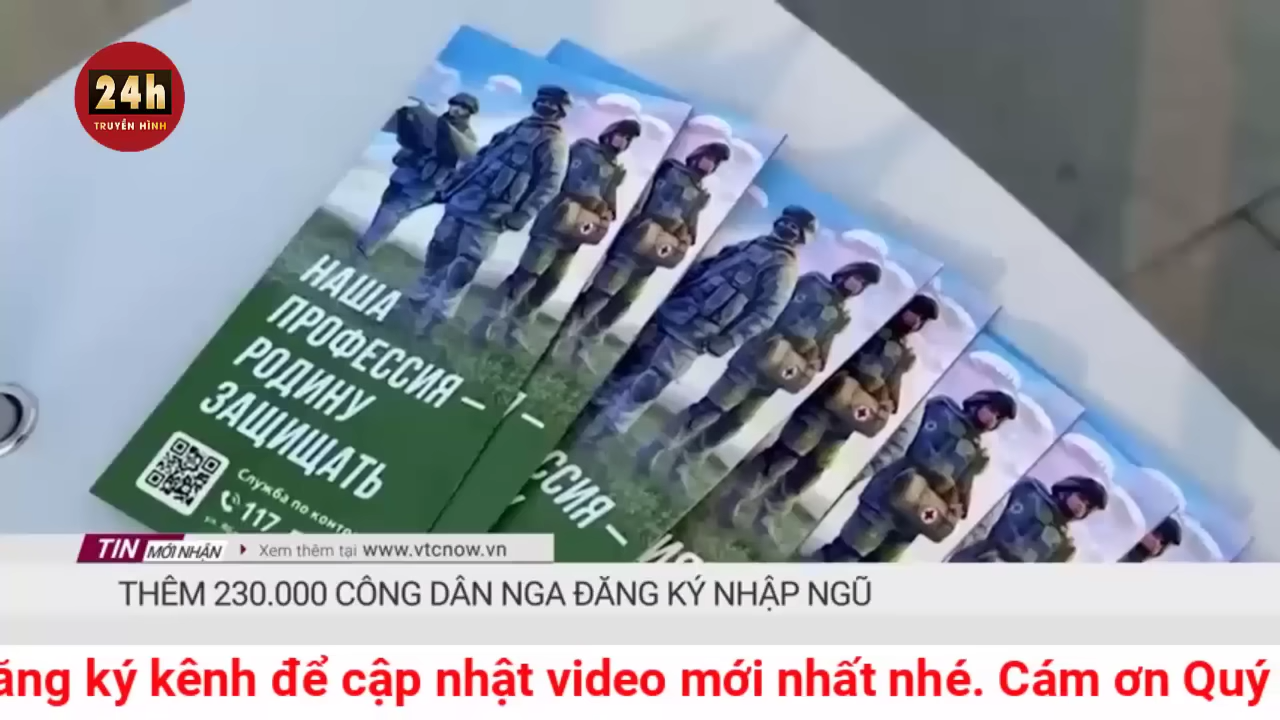 24h
TRUYỀN HÌNH
НАША
ПРОФЕССИЯ –
РОДИНУ
ЗАЩИЩАТЬ
Служба по
117
–
ССИЯ –
TIN MỚI NHẬN Xem thêm tại www.vtcnow.vn
THÊM 230.000 CÔNG DÂN NGA ĐĂNG KÝ NHẬP NGŨ
ăng ký kênh để cập nhật video mới nhất nhé. Cám ơn Quý